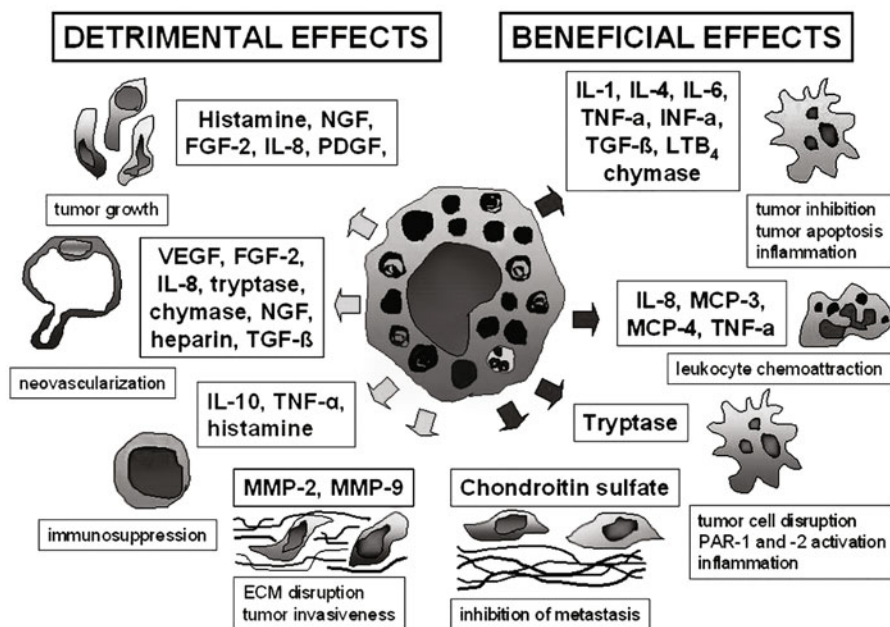 DETRIMENTAL EFFECTS
Histamine, NGF,
FGF-2, IL-8, PDGF,
tumor growth
VEGF, FGF-2,
IL-8, tryptase,
chymase, NGF,
heparin, TGF-ß
neovascularization
IL-10, TNF-α,
histamine
immunosuppression
MMP-2, MMP-9
ECM disruption
tumor invasiveness
BENEFICIAL EFFECTS
IL-1, IL-4, IL-6,
TNF-a, INF-a,
TGF-ß, LTB₄
chymase
tumor inhibition
tumor apoptosis
inflammation
IL-8, MCP-3,
MCP-4, TNF-a
leukocyte chemoattraction
Tryptase
tumor cell disruption
PAR-1 and -2 activation
inflammation
Chondroitin sulfate
inhibition of metastasis